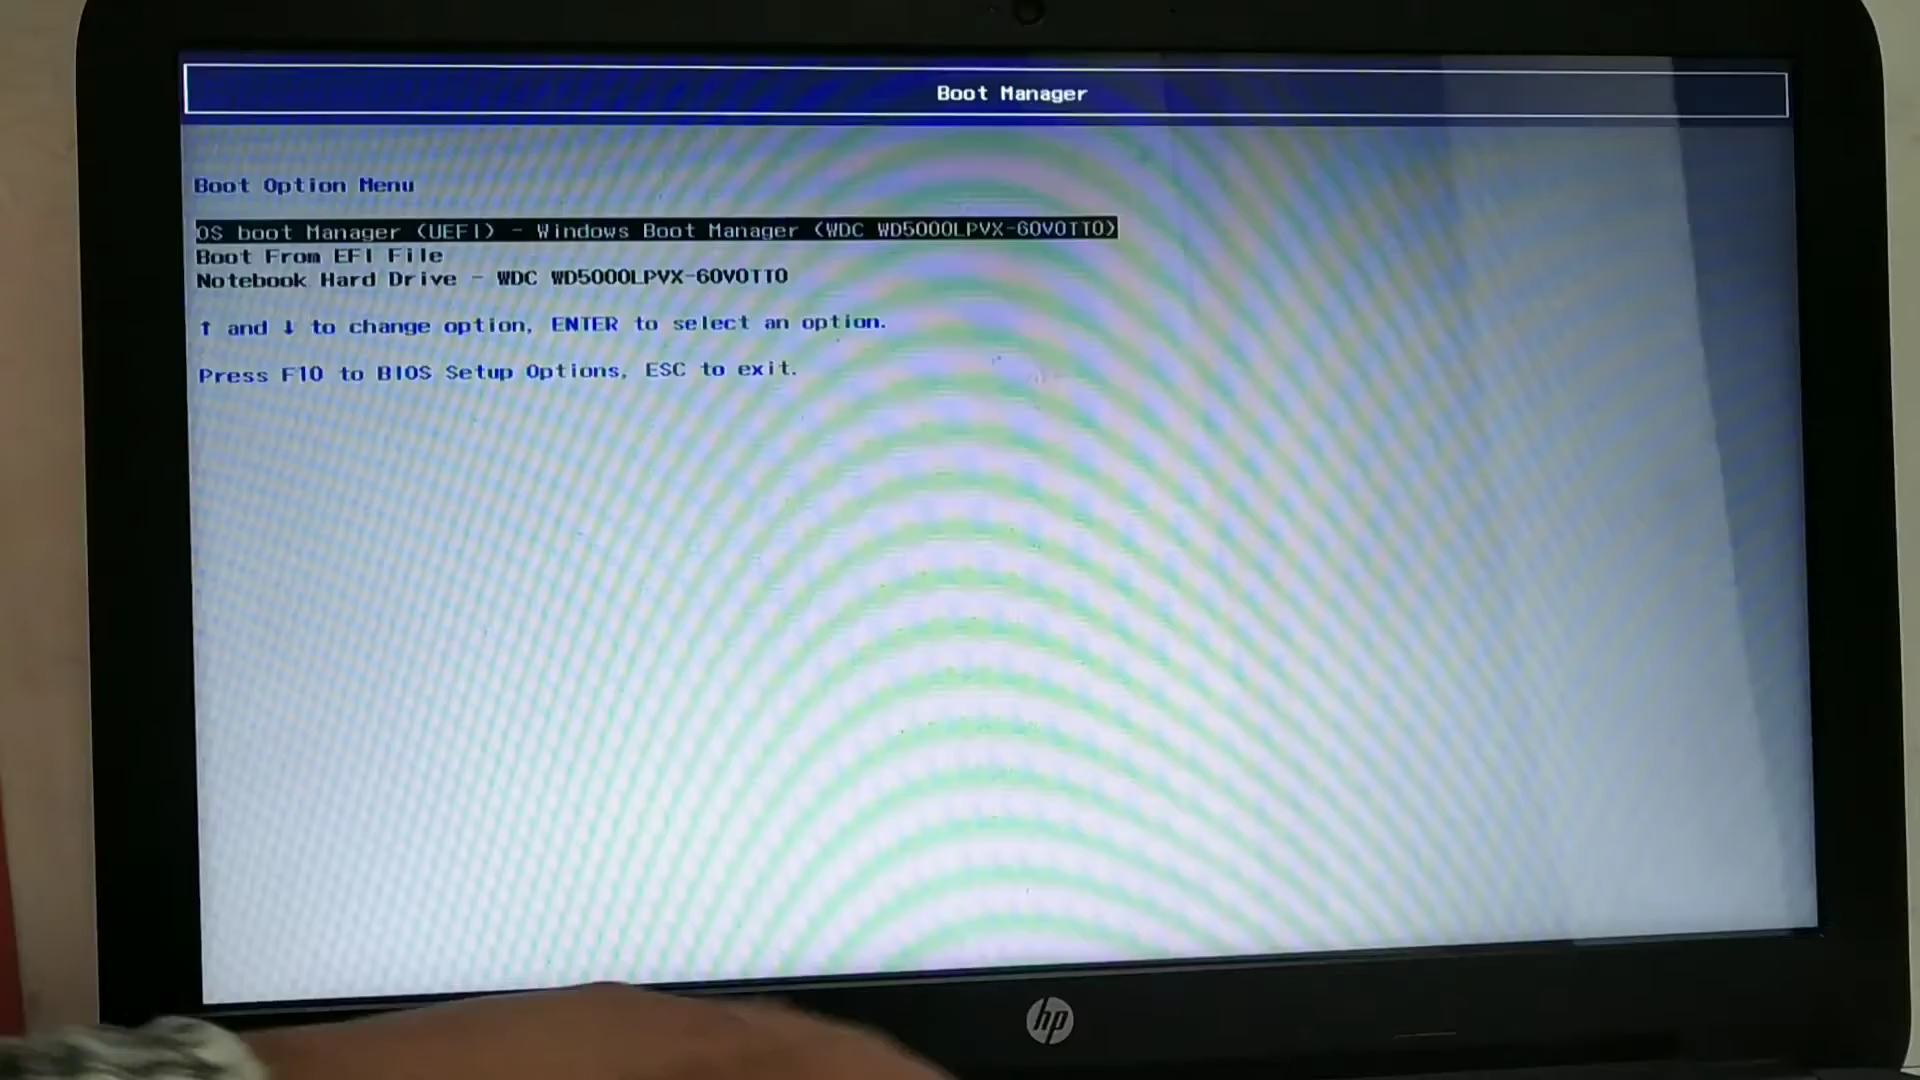 Boot Manager
Boot Option Menu
OS boot Manager (UEFI) - Windows Boot Manager (WDC WD5000LPVX-60V0TT0)
Boot From EFI File
Notebook Hard Drive - WDC WD5000LPVX-60V0TT0
↑ and ↓ to change option, ENTER to select an option.
Press F10 to BIOS Setup Options, ESC to exit.
hp